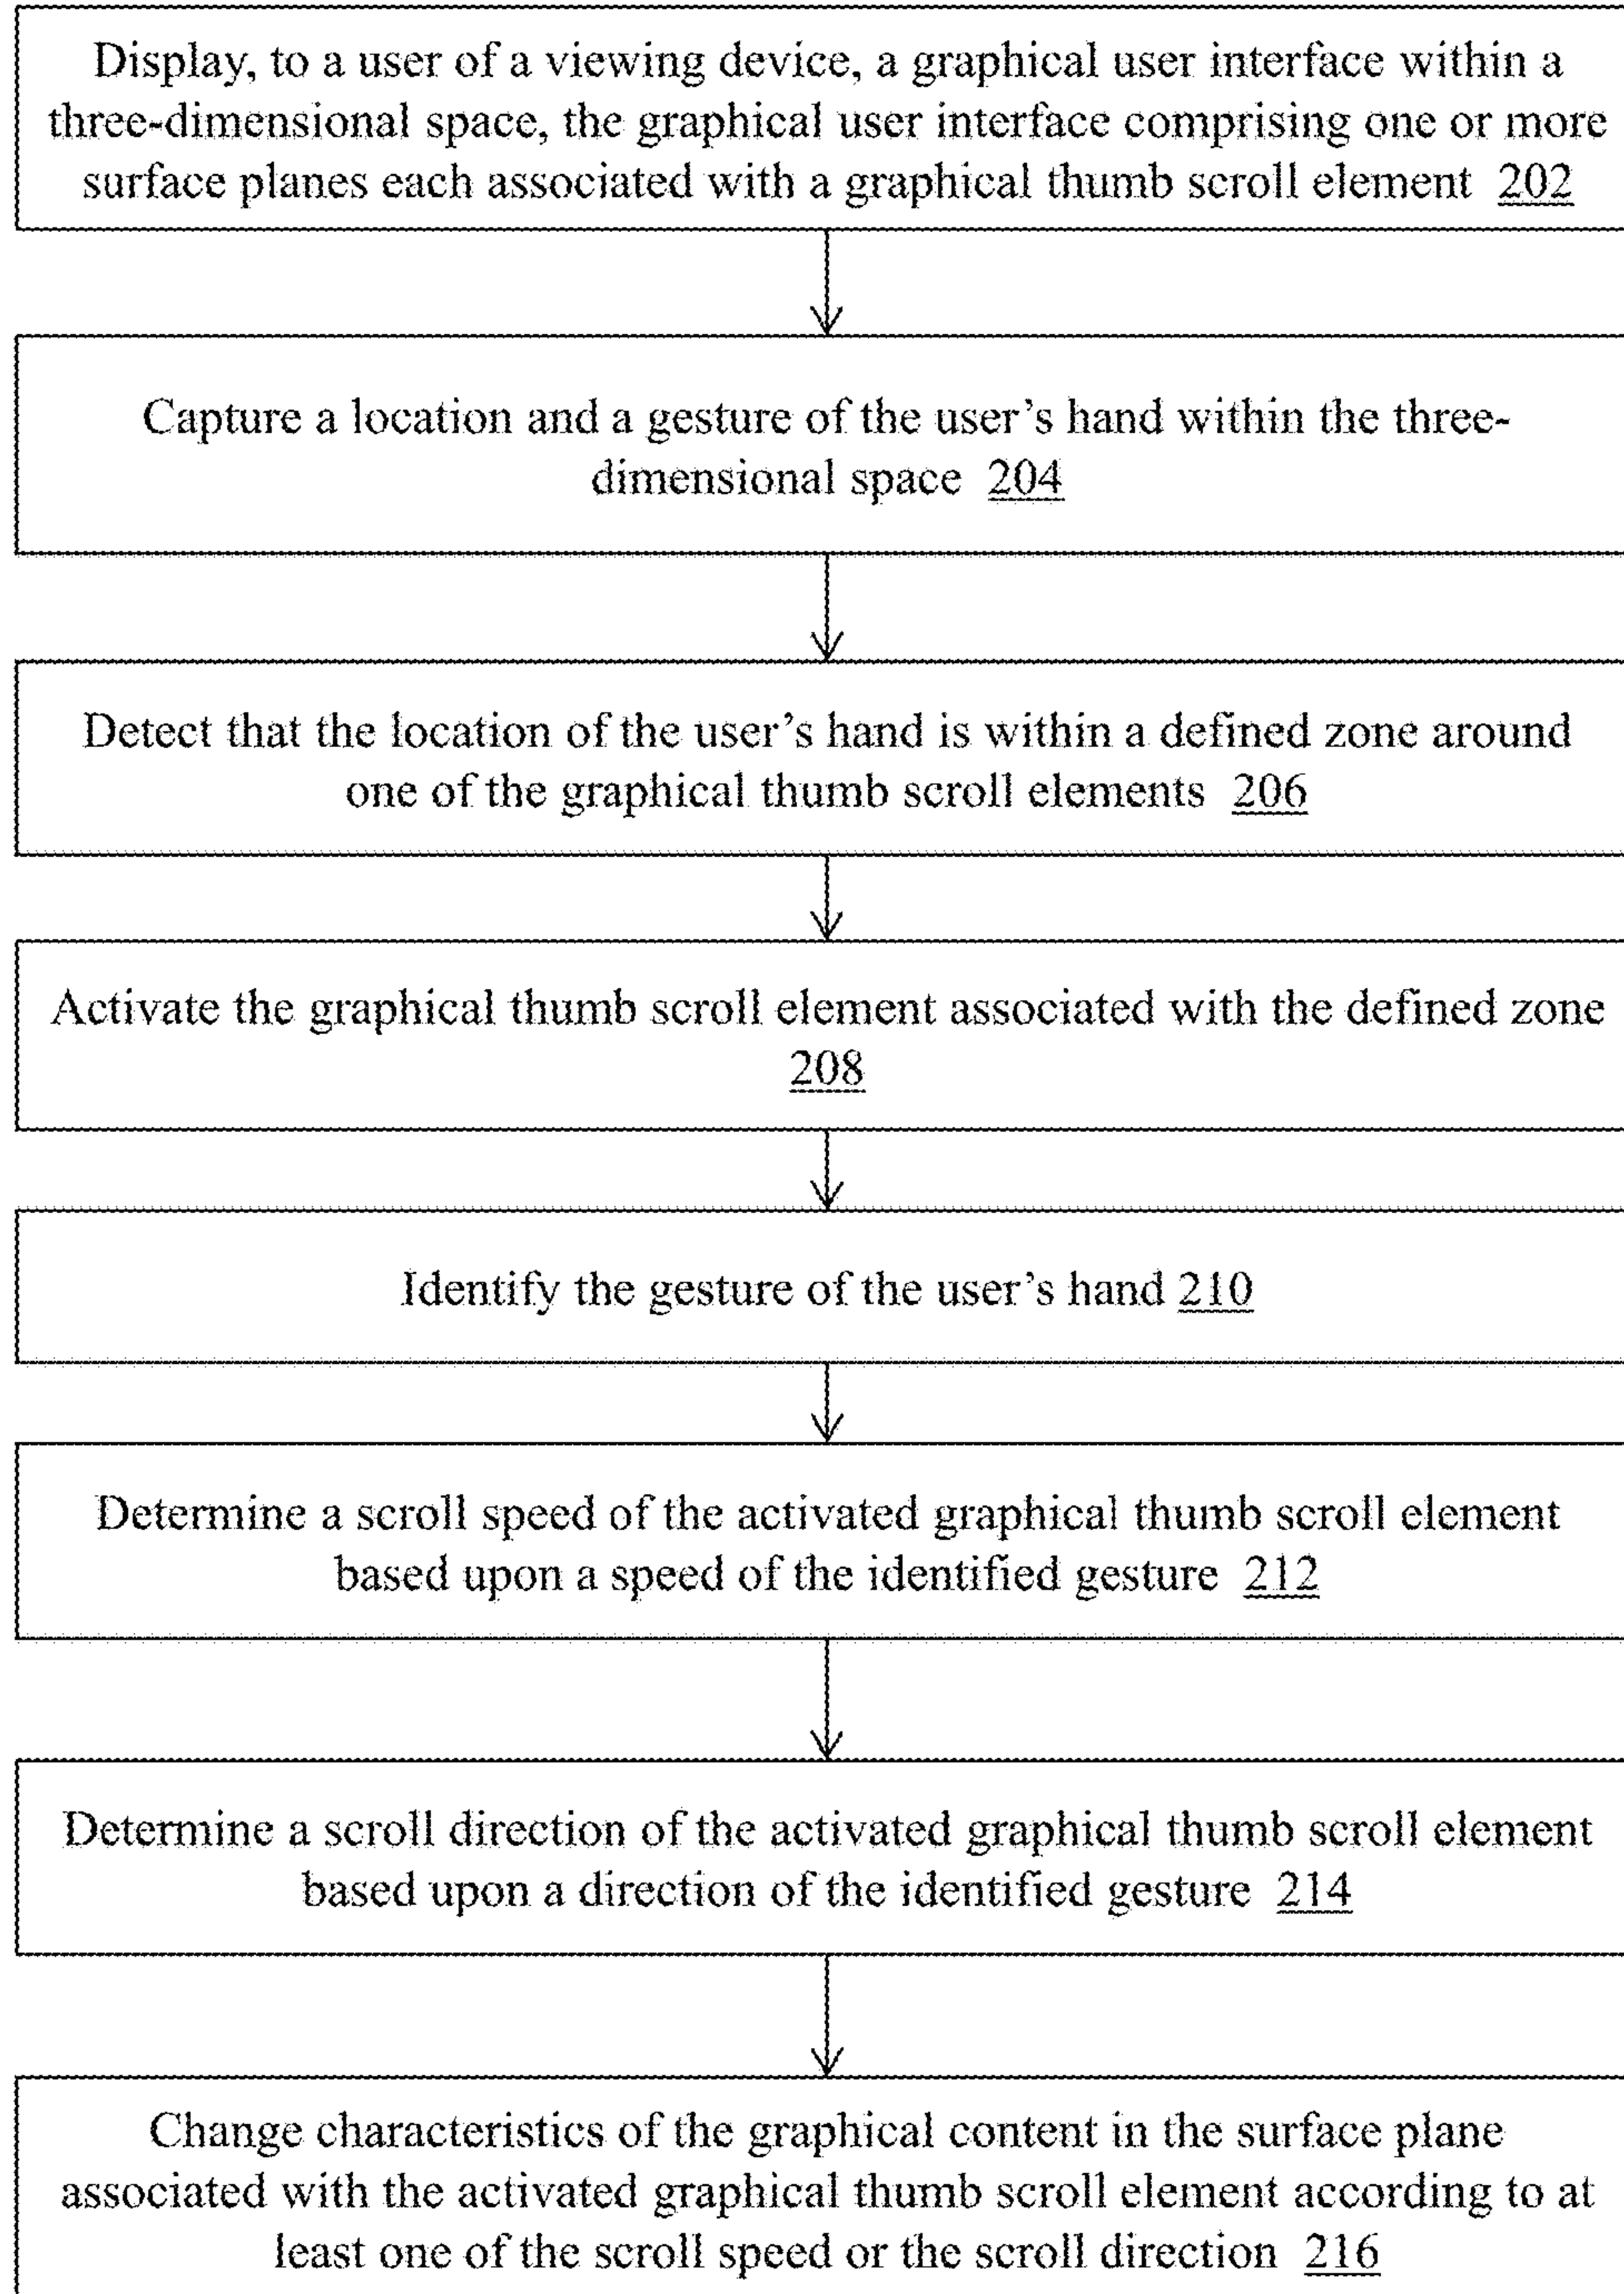 Display, to a user of a viewing device, a graphical user interface within a
three-dimensional space, the graphical user interface comprising one or more
surface planes each associated with a graphical thumb scroll element 202
Capture a location and a gesture of the user's hand within the three-
dimensional space 204
Detect that the location of the user's hand is within a defined zone around
one of the graphical thumb scroll elements 206
Activate the graphical thumb scroll element associated with the defined zone
208
Identify the gesture of the user's hand 210
Determine a scroll speed of the activated graphical thumb scroll element
based upon a speed of the identified gesture 212
Determine a scroll direction of the activated graphical thumb scroll element
based upon a direction of the identified gesture 214
Change characteristics of the graphical content in the surface plane
associated with the activated graphical thumb scroll element according to at
least one of the scroll speed or the scroll direction 216